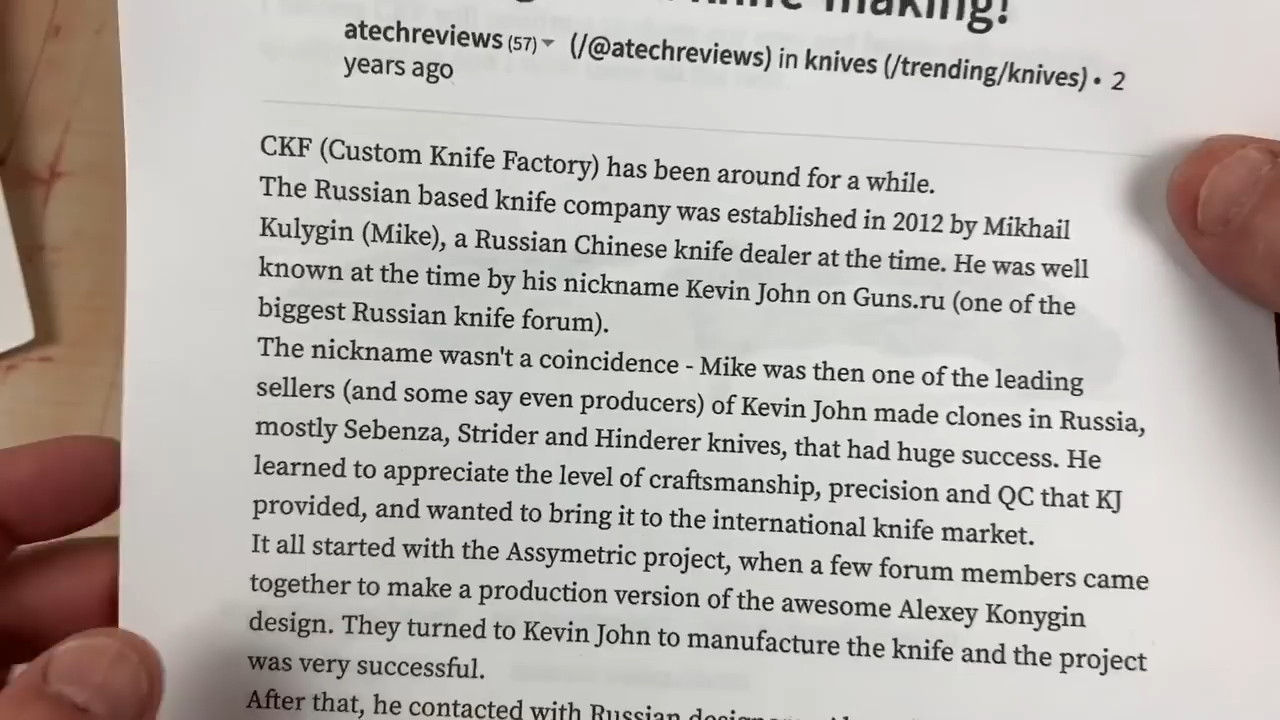 making!
atechreviews (57) (/@atechreviews) in knives (/trending/knives) • 2
years ago
CKF (Custom Knife Factory) has been around for a while.
The Russian based knife company was established in 2012 by Mikhail
Kulygin (Mike), a Russian Chinese knife dealer at the time. He was well
known at the time by his nickname Kevin John on Guns.ru (one of the
biggest Russian knife forum).
The nickname wasn't a coincidence - Mike was then one of the leading
sellers (and some say even producers) of Kevin John made clones in Russia,
mostly Sebenza, Strider and Hinderer knives, that had huge success. He
learned to appreciate the level of craftsmanship, precision and QC that KJ
provided, and wanted to bring it to the international knife market.
It all started with the Assymetric project, when a few forum members came
together to make a production version of the awesome Alexey Konygin
design. They turned to Kevin John to manufacture the knife and the project
was very successful.
After that, he contacted with Russian